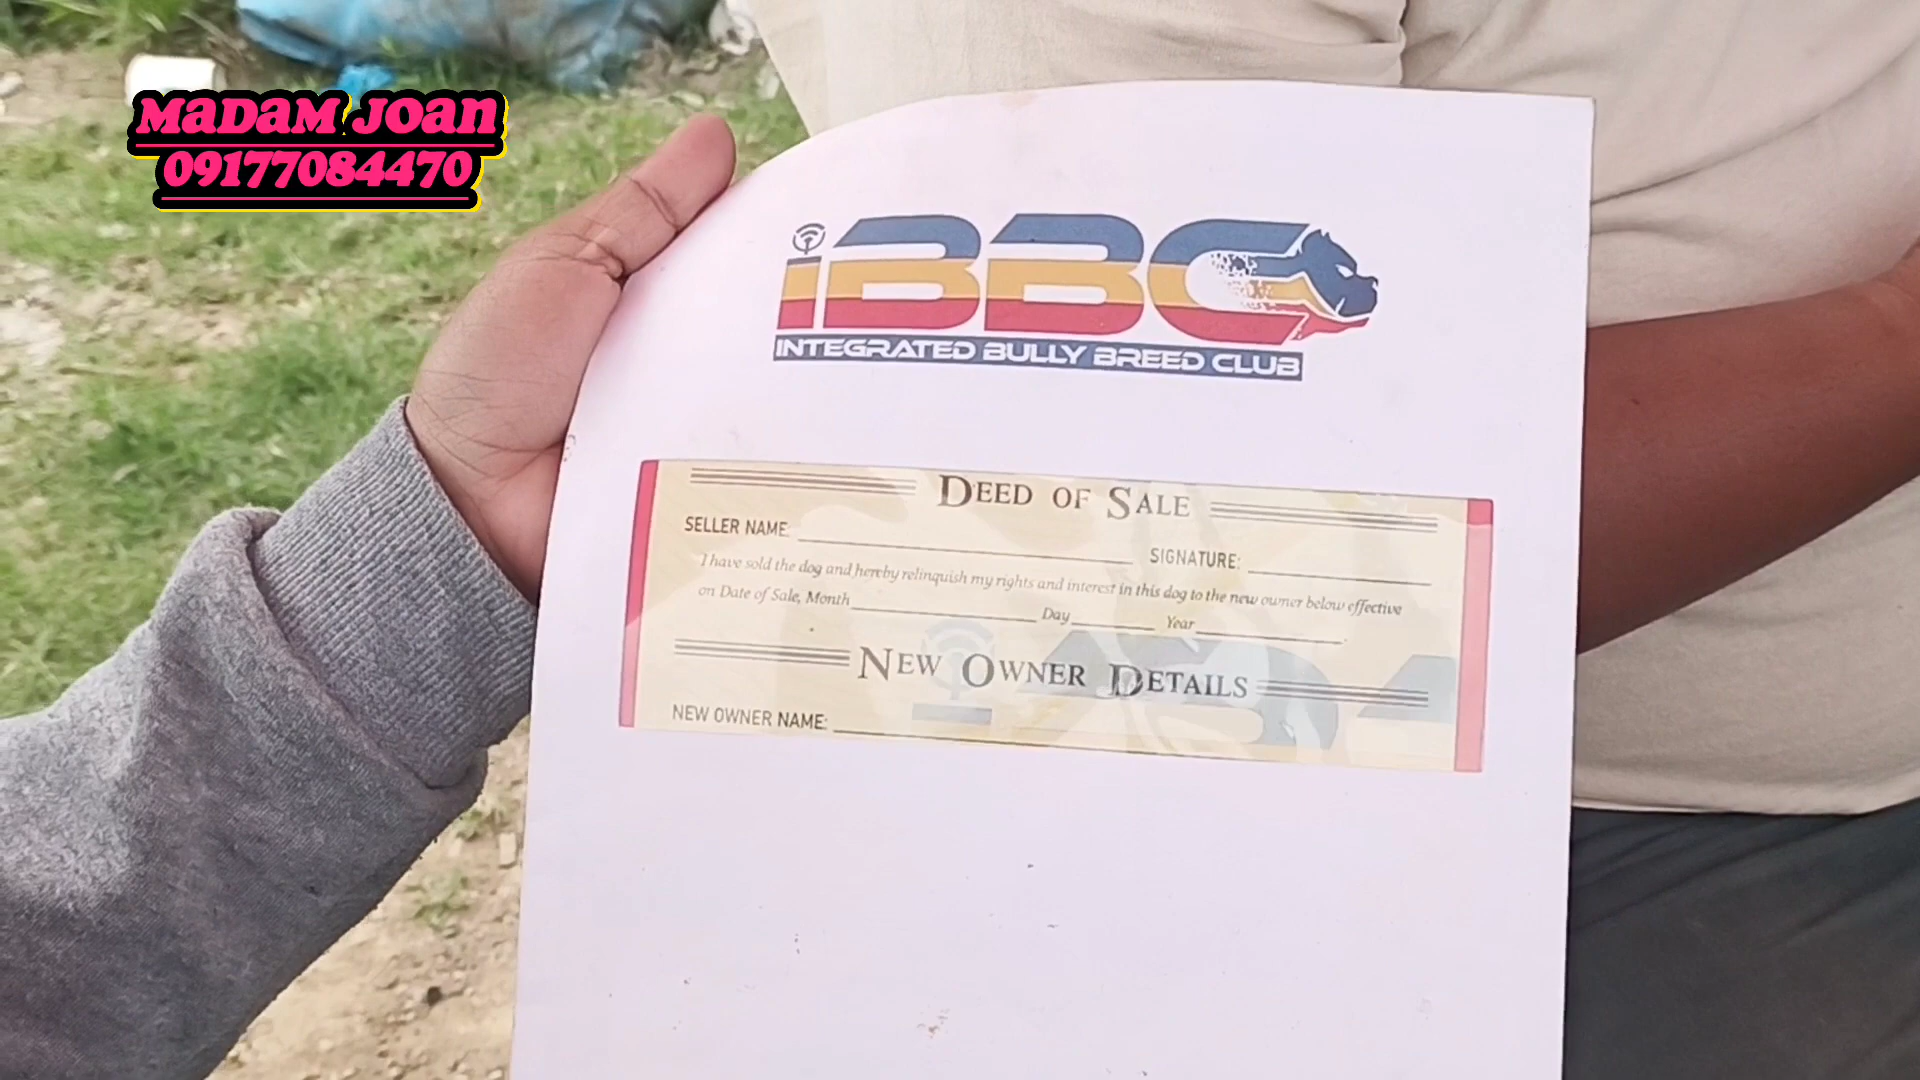 MADAM JOAN
09177084470
iBBC
INTEGRATED BULLY BREED CLUB
DEED OF SALE
SELLER NAME:
SIGNATURE:
I have sold the dog and hereby relinquish my rights and interest in this dog to the new owner below effective
on Date of Sale, Month Day Year
NEW OWNER DETAILS
NEW OWNER NAME: